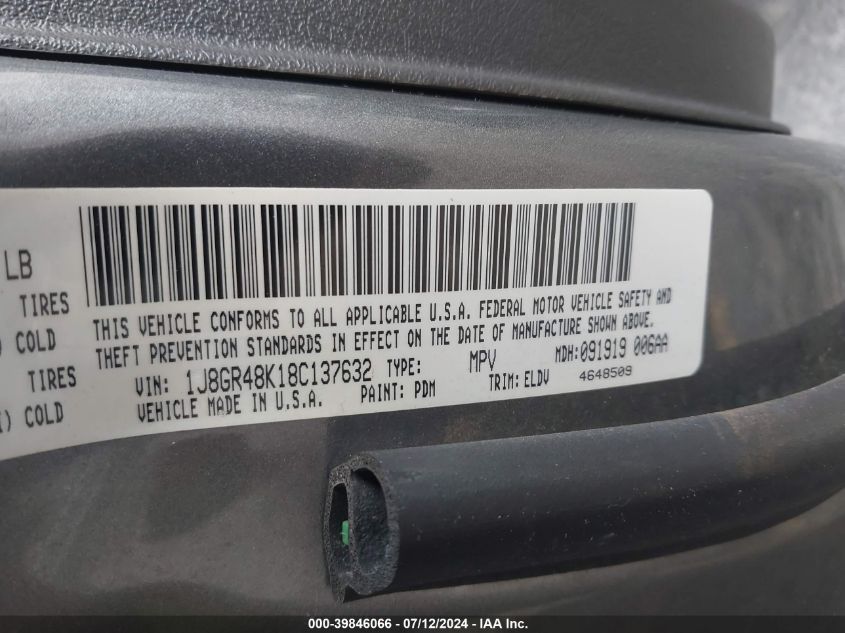 LB
TIRES
COLD
) COLD
THIS VEHICLE CONFORMS TO ALL APPLICABLE U.S.A. FEDERAL MOTOR VEHICLE SAFETY AND
THEFT PREVENTION STANDARDS IN EFFECT ON THE DATE OF MANUFACTURE SHOWN ABOVE.
VIN: 1J8GR48K18C137632 TYPE: MPV MDH:091919 006AA
VEHICLE MADE IN U.S.A. PAINT: PDM TRIM: ELDV 4648509
000-39846066 - 07/12/2024 - IAA Inc.